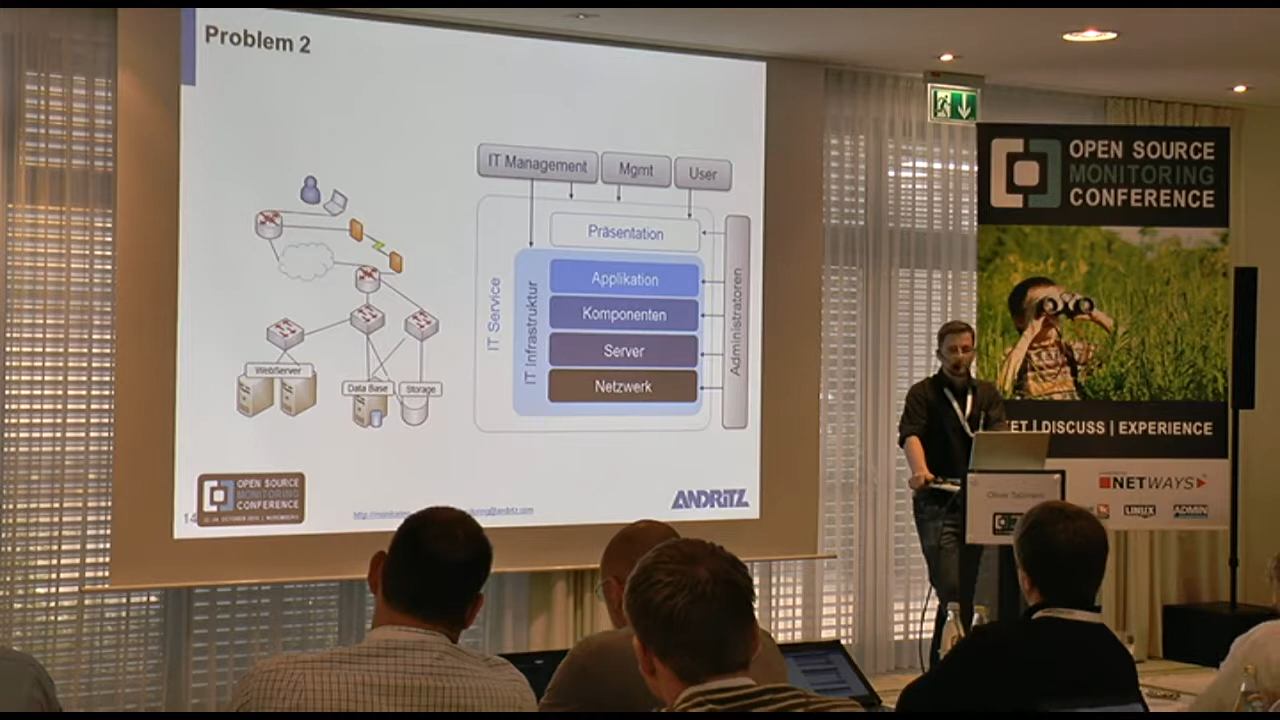 Problem 2
IT Management
Mgmt
User
Präsentation
IT Service
IT Infrastruktur
Applikation
Komponenten
Server
Netzwerk
Administratoren
WebServer
Data Base
Storage
OPEN SOURCE
MONITORING
CONFERENCE
ANDRITZ
OPEN SOURCE
MONITORING
CONFERENCE
ET | DISCUSS | EXPERIENCE
NETWAYS
LINUX
ADMIN